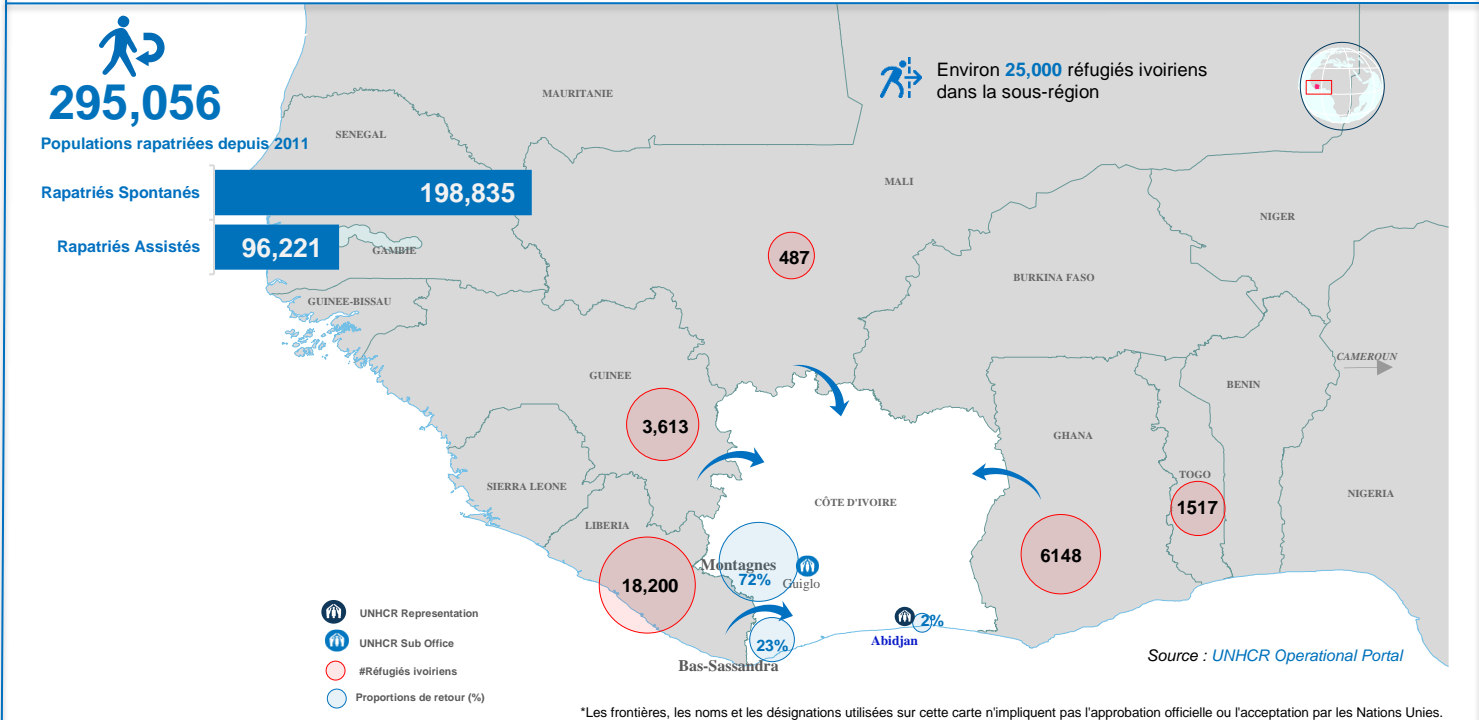 295,056
Populations rapatriées depuis 2011
Rapatriés Spontanés
198,835
Rapatriés Assistés
96,221
Environ 25,000 réfugiés ivoiriens
dans la sous-région
MAURITANIE
SENEGAL
MALI
NIGER
GAMBIE
487
BURKINA FASO
GUINEE-BISSAU
CAMEROUN
GUINEE
BENIN
3,613
GHANA
SIERRA LEONE
TOGO
NIGERIA
CÔTE D'IVOIRE
1517
LIBERIA
6148
Montagnes
72%
Guiglo
18,200
UNHCR Representation
UNHCR Sub Office
#Réfugiés ivoiriens
Proportions de retour (%)
23%
Bas-Sassandra
2%
Abidjan
Source : UNHCR Operational Portal
*Les frontières, les noms et les désignations utilisées sur cette carte n'impliquent pas l'approbation officielle ou l'acceptation par les Nations Unies.